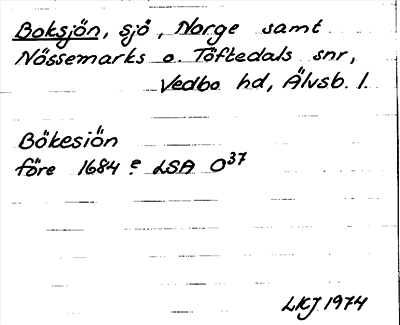 Boksjön, sjö, Norge samt
Nössemarks o. Töftedals snr,
Vedbo hd, Älvsb. l.
Bökesiön
före 1684 e LSA O37
LKJ 1974